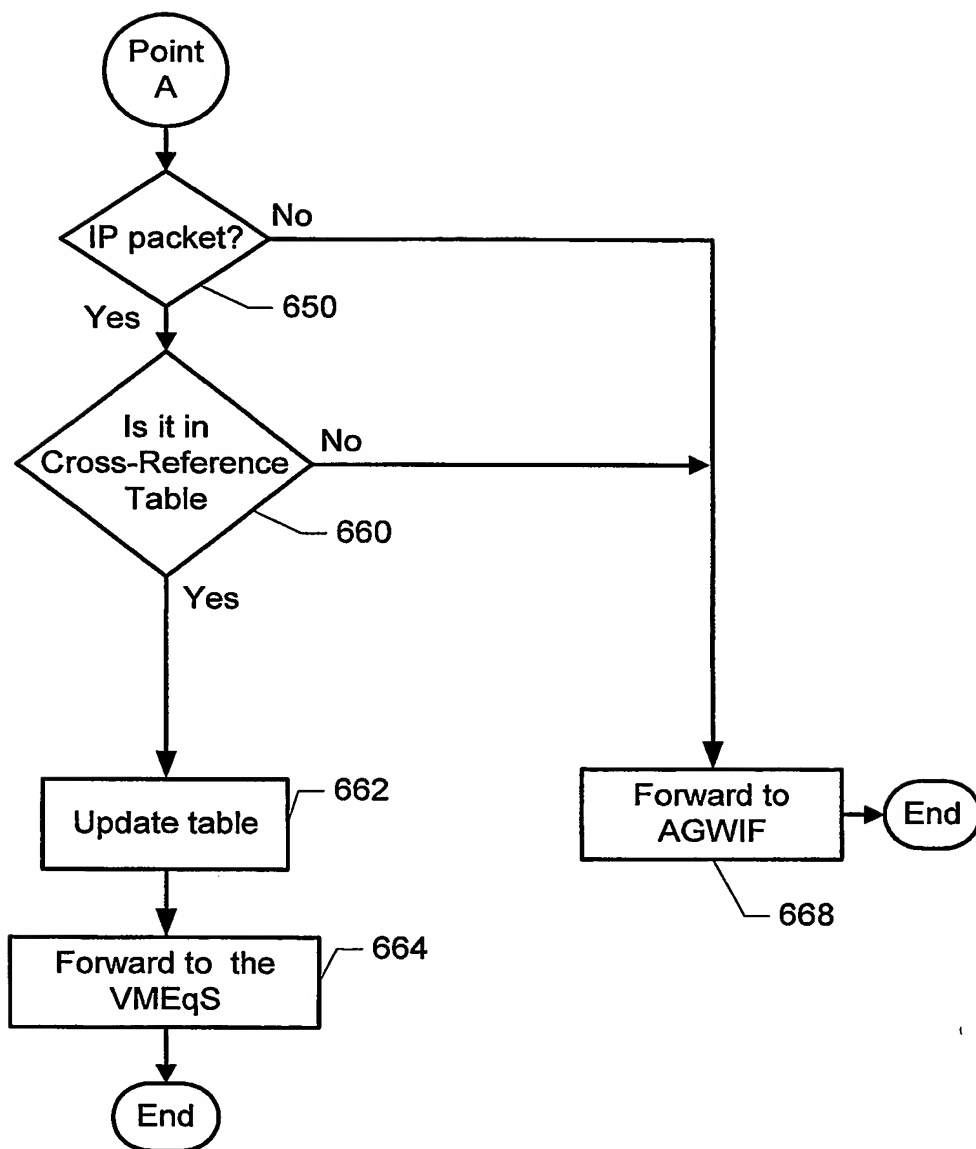 Point
A
IP packet?
No
650
Yes
Is it in
Cross-Reference
Table
No
660
Yes
Update table
662
Forward to
AGWIF
End
668
Forward to the
VMEqS
664
End